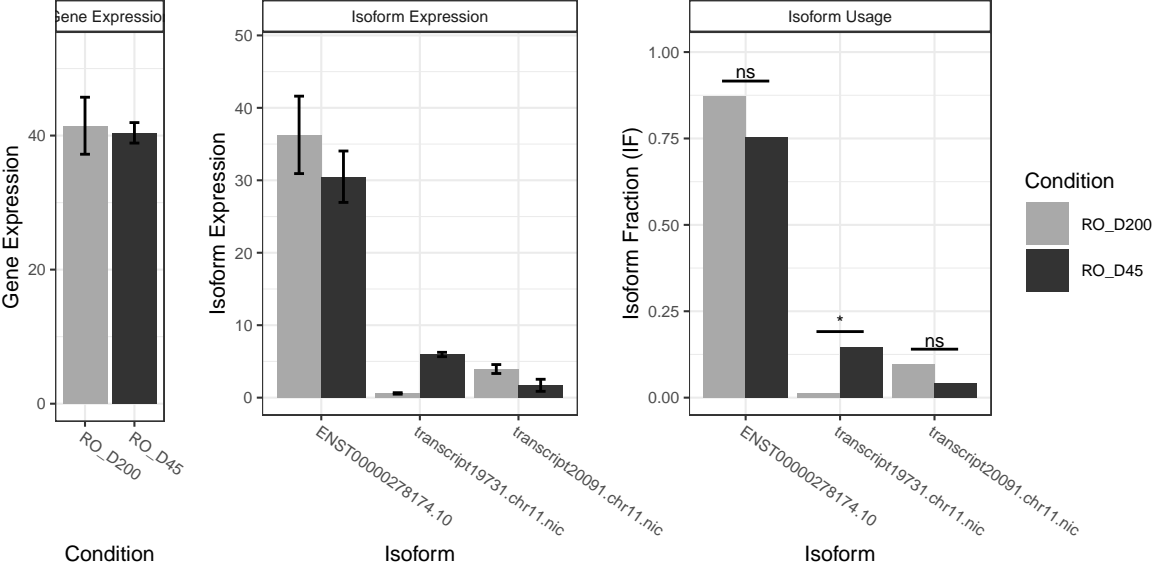 Gene Expression
Isoform Expression
Isoform Usage
Gene Expression
40
20
0
RO_D200
RO_D45
Condition
Isoform Expression
50
40
30
20
10
0
ENST00000278174.10
transcript19731.chr11.nic
transcript20091.chr11.nic
Isoform
Isoform Fraction (IF)
1.00
0.75
0.50
0.25
0.00
ns
*
ns
ENST00000278174.10
transcript19731.chr11.nic
transcript20091.chr11.nic
Isoform
Condition
RO_D200
RO_D45